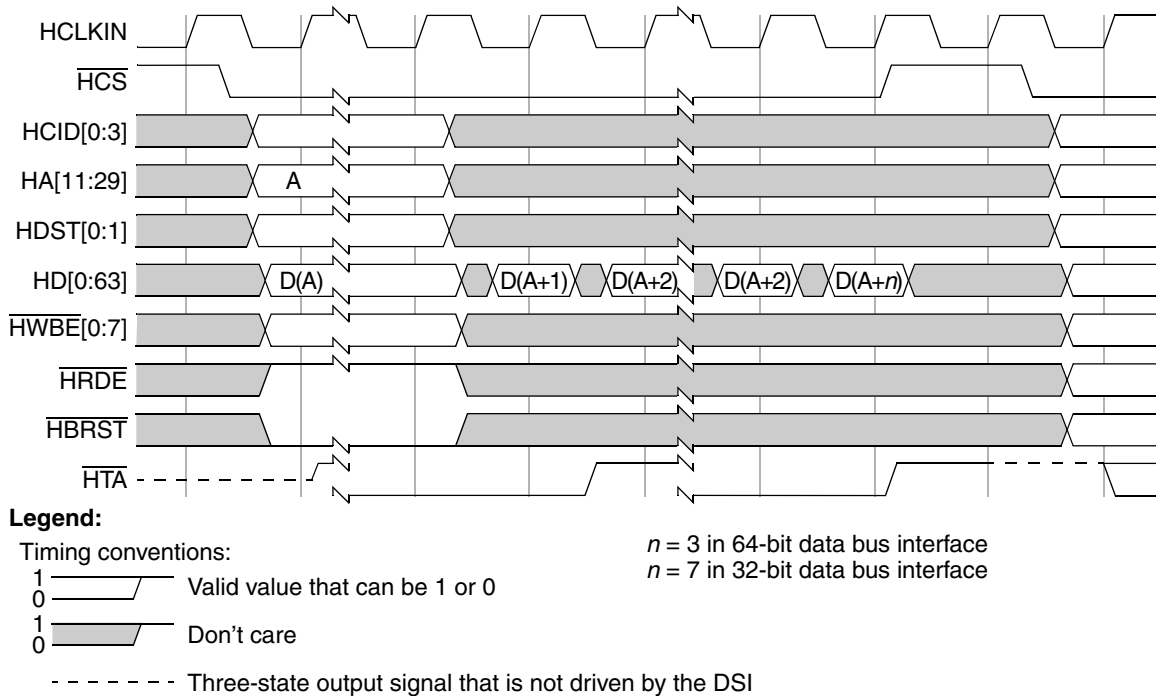 HCLKIN
HCS
HCID[0:3]
HA[11:29] A
HDST[0:1]
HD[0:63] D(A) D(A+1) D(A+2) D(A+2) D(A+n)
HWBE[0:7]
HRDE
HBRST
HTA
Legend:
Timing conventions:
1
0 Valid value that can be 1 or 0
1
0 Don't care
Three-state output signal that is not driven by the DSI
n = 3 in 64-bit data bus interface
n = 7 in 32-bit data bus interface